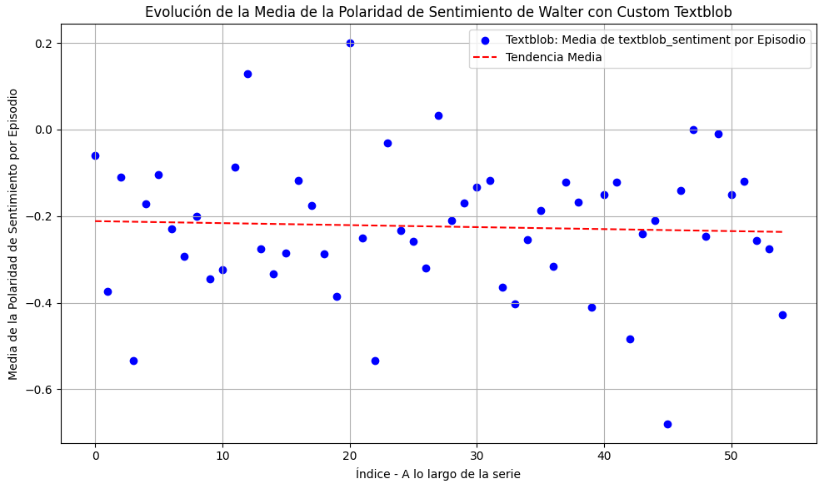 Evolución de la Media de la Polaridad de Sentimiento de Walter con Custom Textblob
Textblob: Media de textblob_sentiment por Episodio
Tendencia Media
Media de la Polaridad de Sentimiento por Episodio
0.2
0.0
−0.2
−0.4
−0.6
0 10 20 30 40 50
Índice - A lo largo de la serie